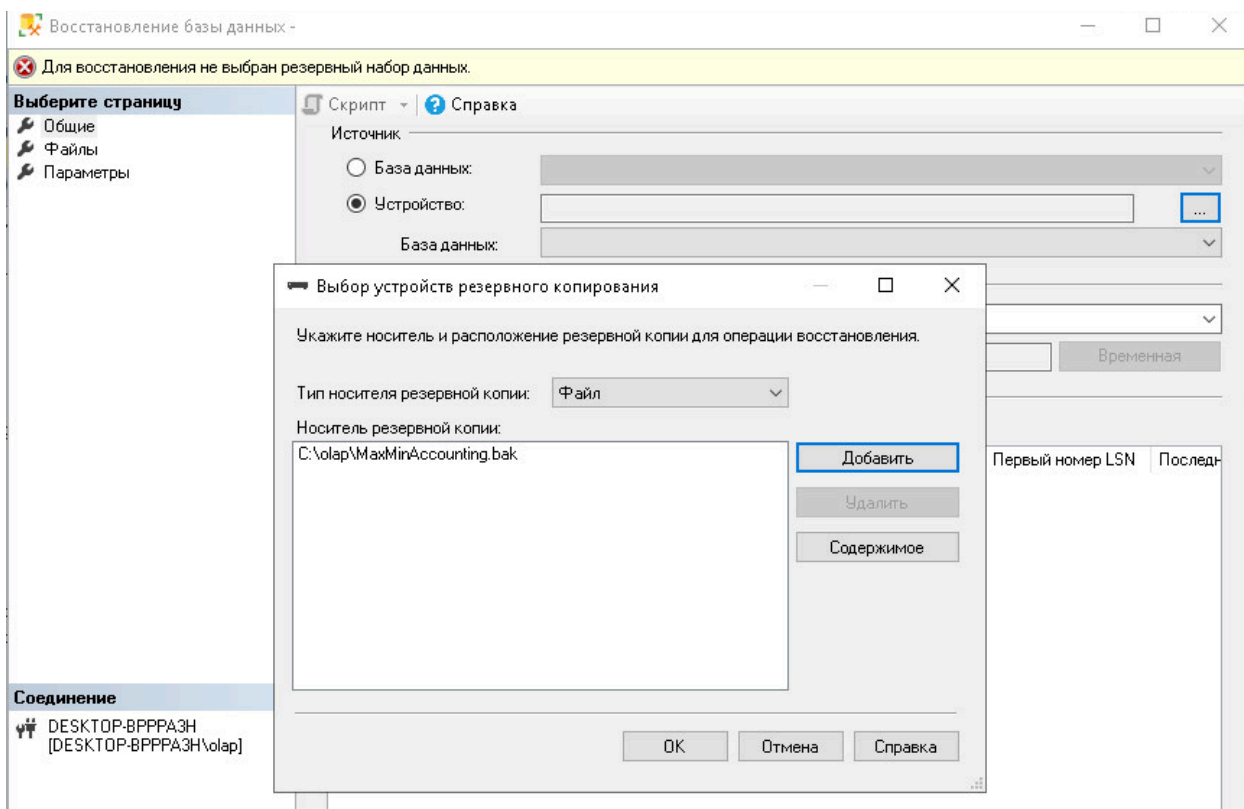 Восстановление базы данных -
Для восстановления не выбран резервный набор данных.
Выберите страницу
Общие
Файлы
Параметры
Скрипт
Справка
Источник
База данных:
Устройство:
...
База данных:
Выбор устройств резервного копирования
Укажите носитель и расположение резервной копии для операции восстановления.
Тип носителя резервной копии:
Файл
Носитель резервной копии:
C:\olap\MaxMinAccounting.bak
Добавить
Удалить
Содержимое
OK
Отмена
Справка
Временная
Первый номер LSN
Последн
Соединение
DESKTOP-BPPPA3H
[DESKTOP-BPPPA3H\olap]